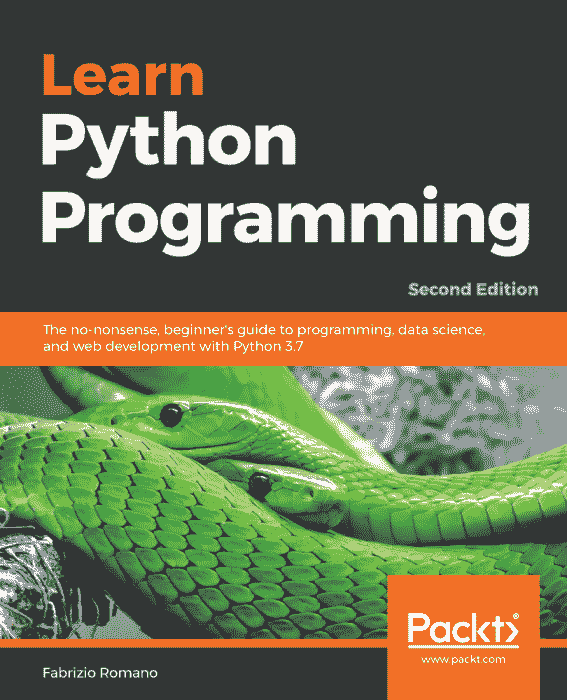 Learn
Python
Programming
Second Edition
The no-nonsense, beginner's guide to programming, data science,
and web development with Python 3.7
Packt®
www.packt.com
Fabrizio Romano